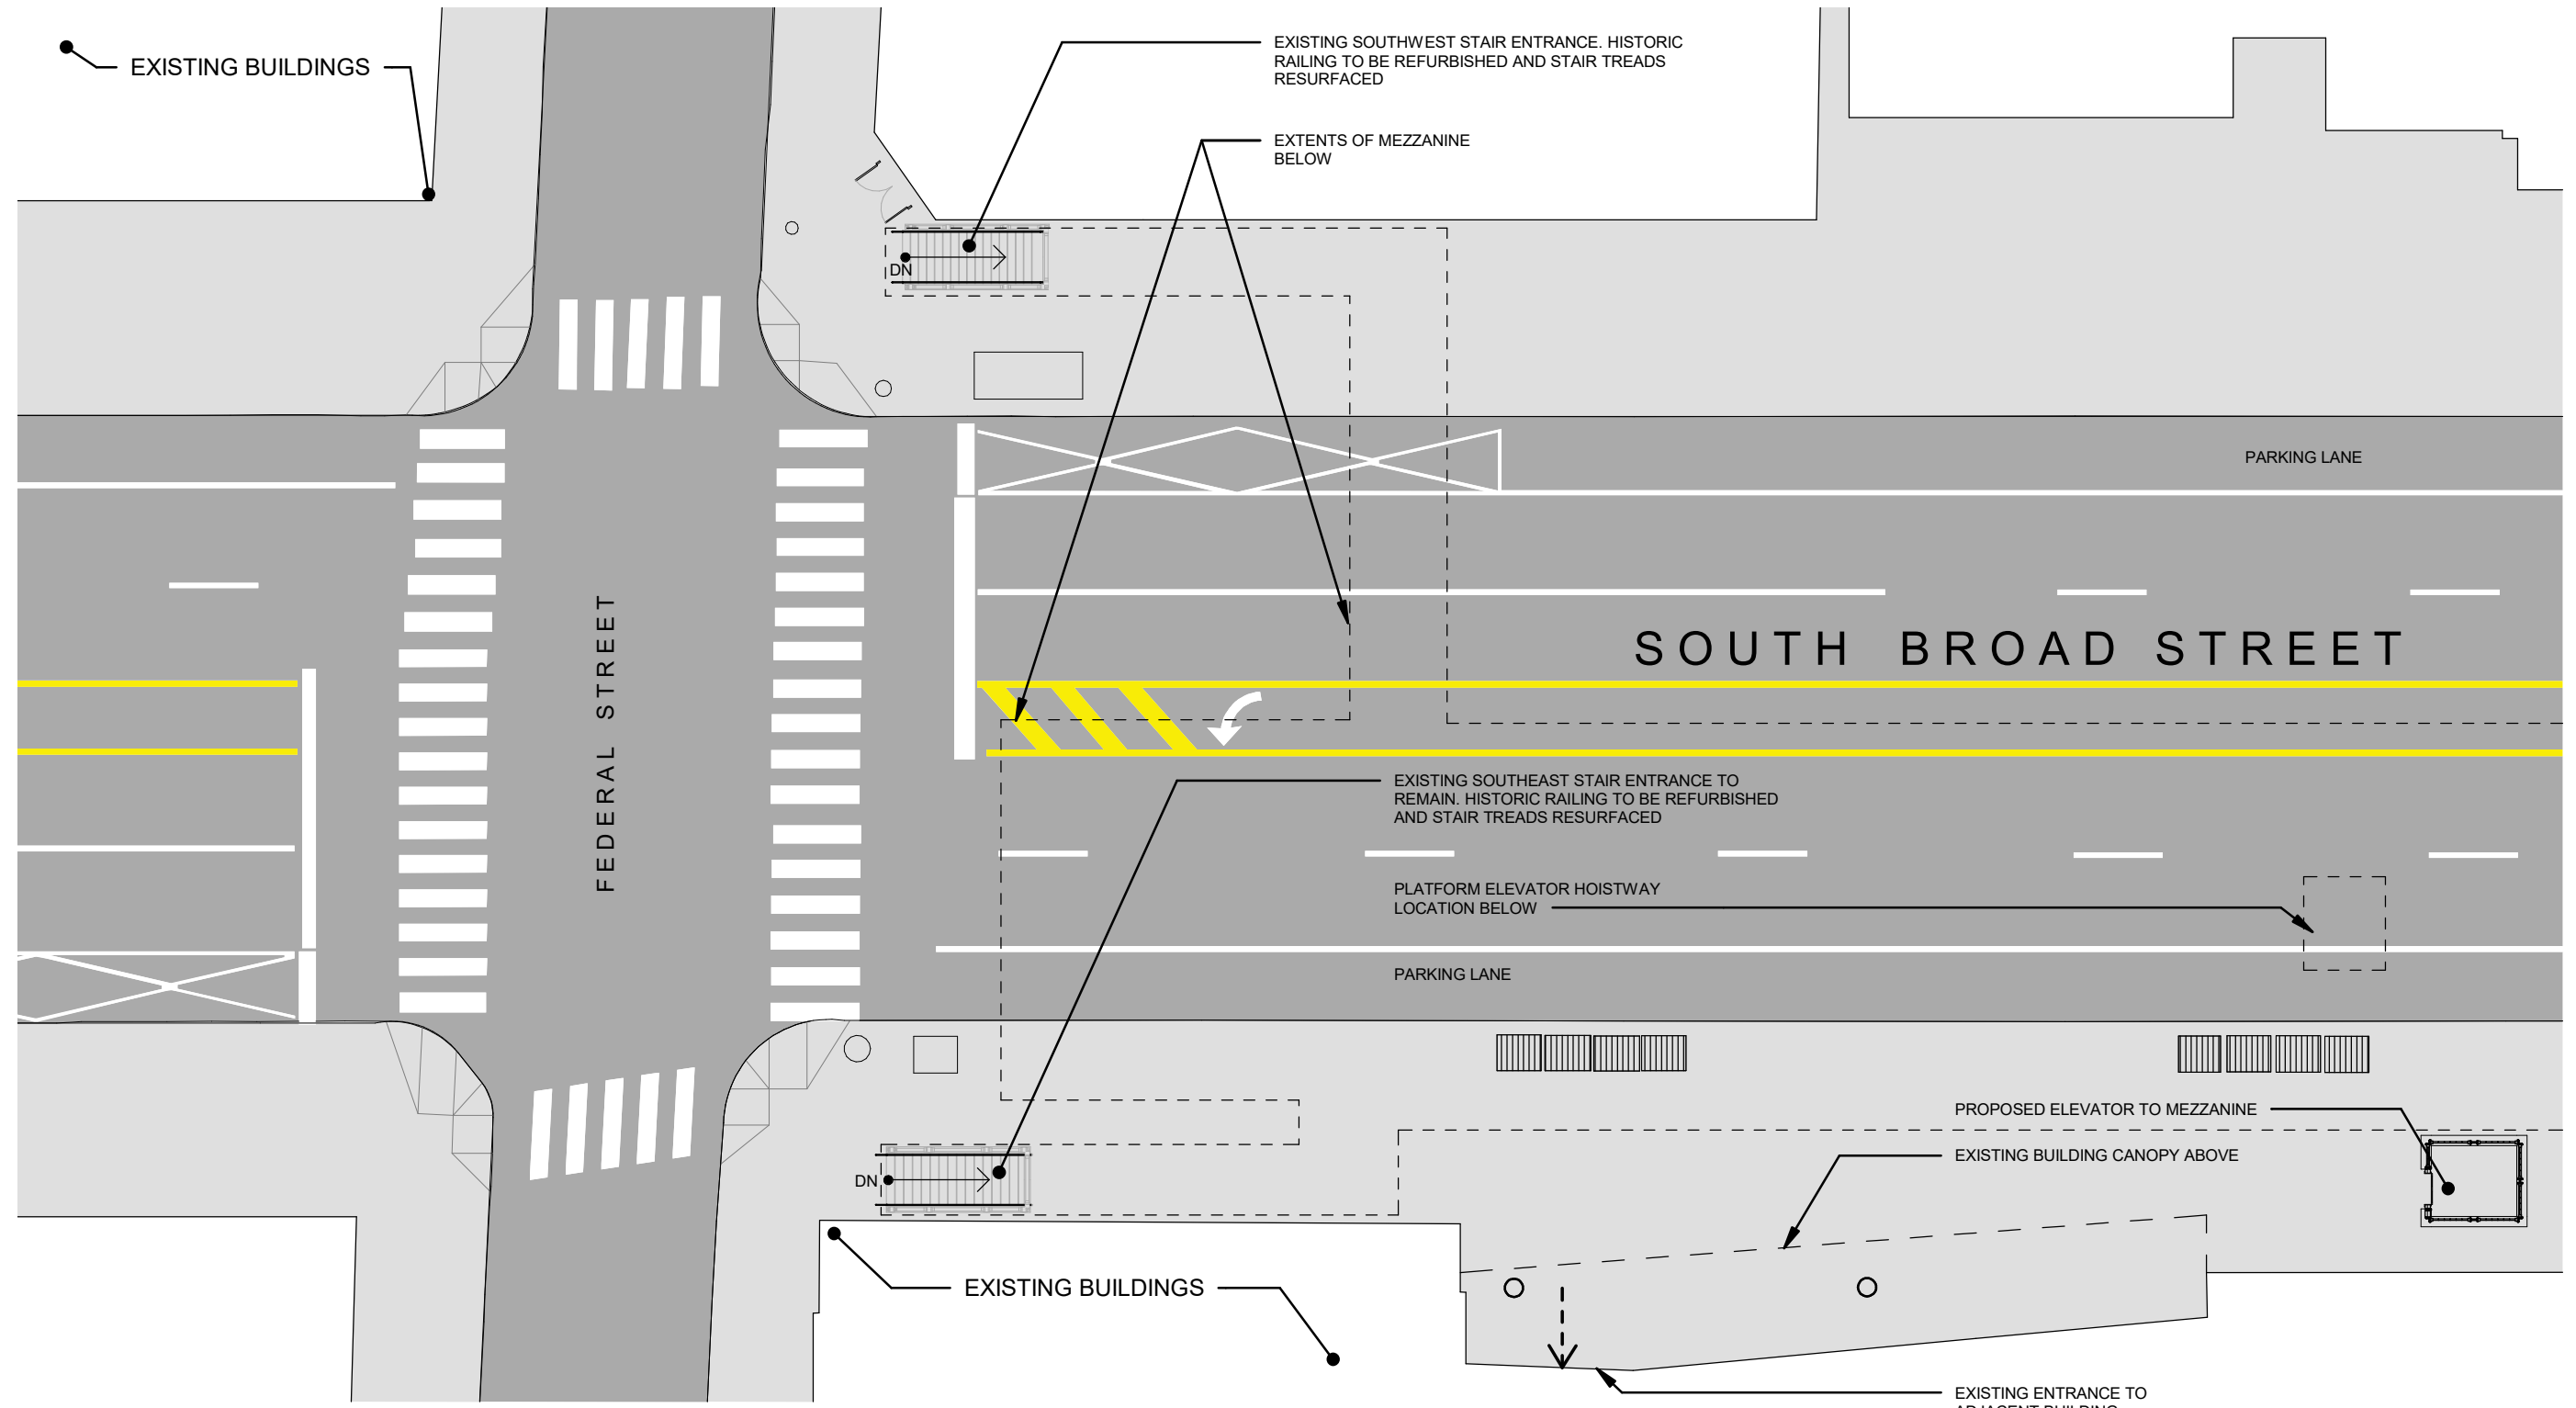 EXISTING BUILDINGS
EXISTING SOUTHWEST STAIR ENTRANCE. HISTORIC
RAILING TO BE REFURBISHED AND STAIR TREADS
RESURFACED
EXTENTS OF MEZZANINE
BELOW
DN
PARKING LANE
SOUTH BROAD STREET
FEDERAL STREET
EXISTING SOUTHEAST STAIR ENTRANCE TO
REMAIN. HISTORIC RAILING TO BE REFURBISHED
AND STAIR TREADS RESURFACED
PLATFORM ELEVATOR HOISTWAY
LOCATION BELOW
PARKING LANE
PROPOSED ELEVATOR TO MEZZANINE
EXISTING BUILDING CANOPY ABOVE
DN
EXISTING BUILDINGS
EXISTING ENTRANCE TO
ADJACENT BUILDING